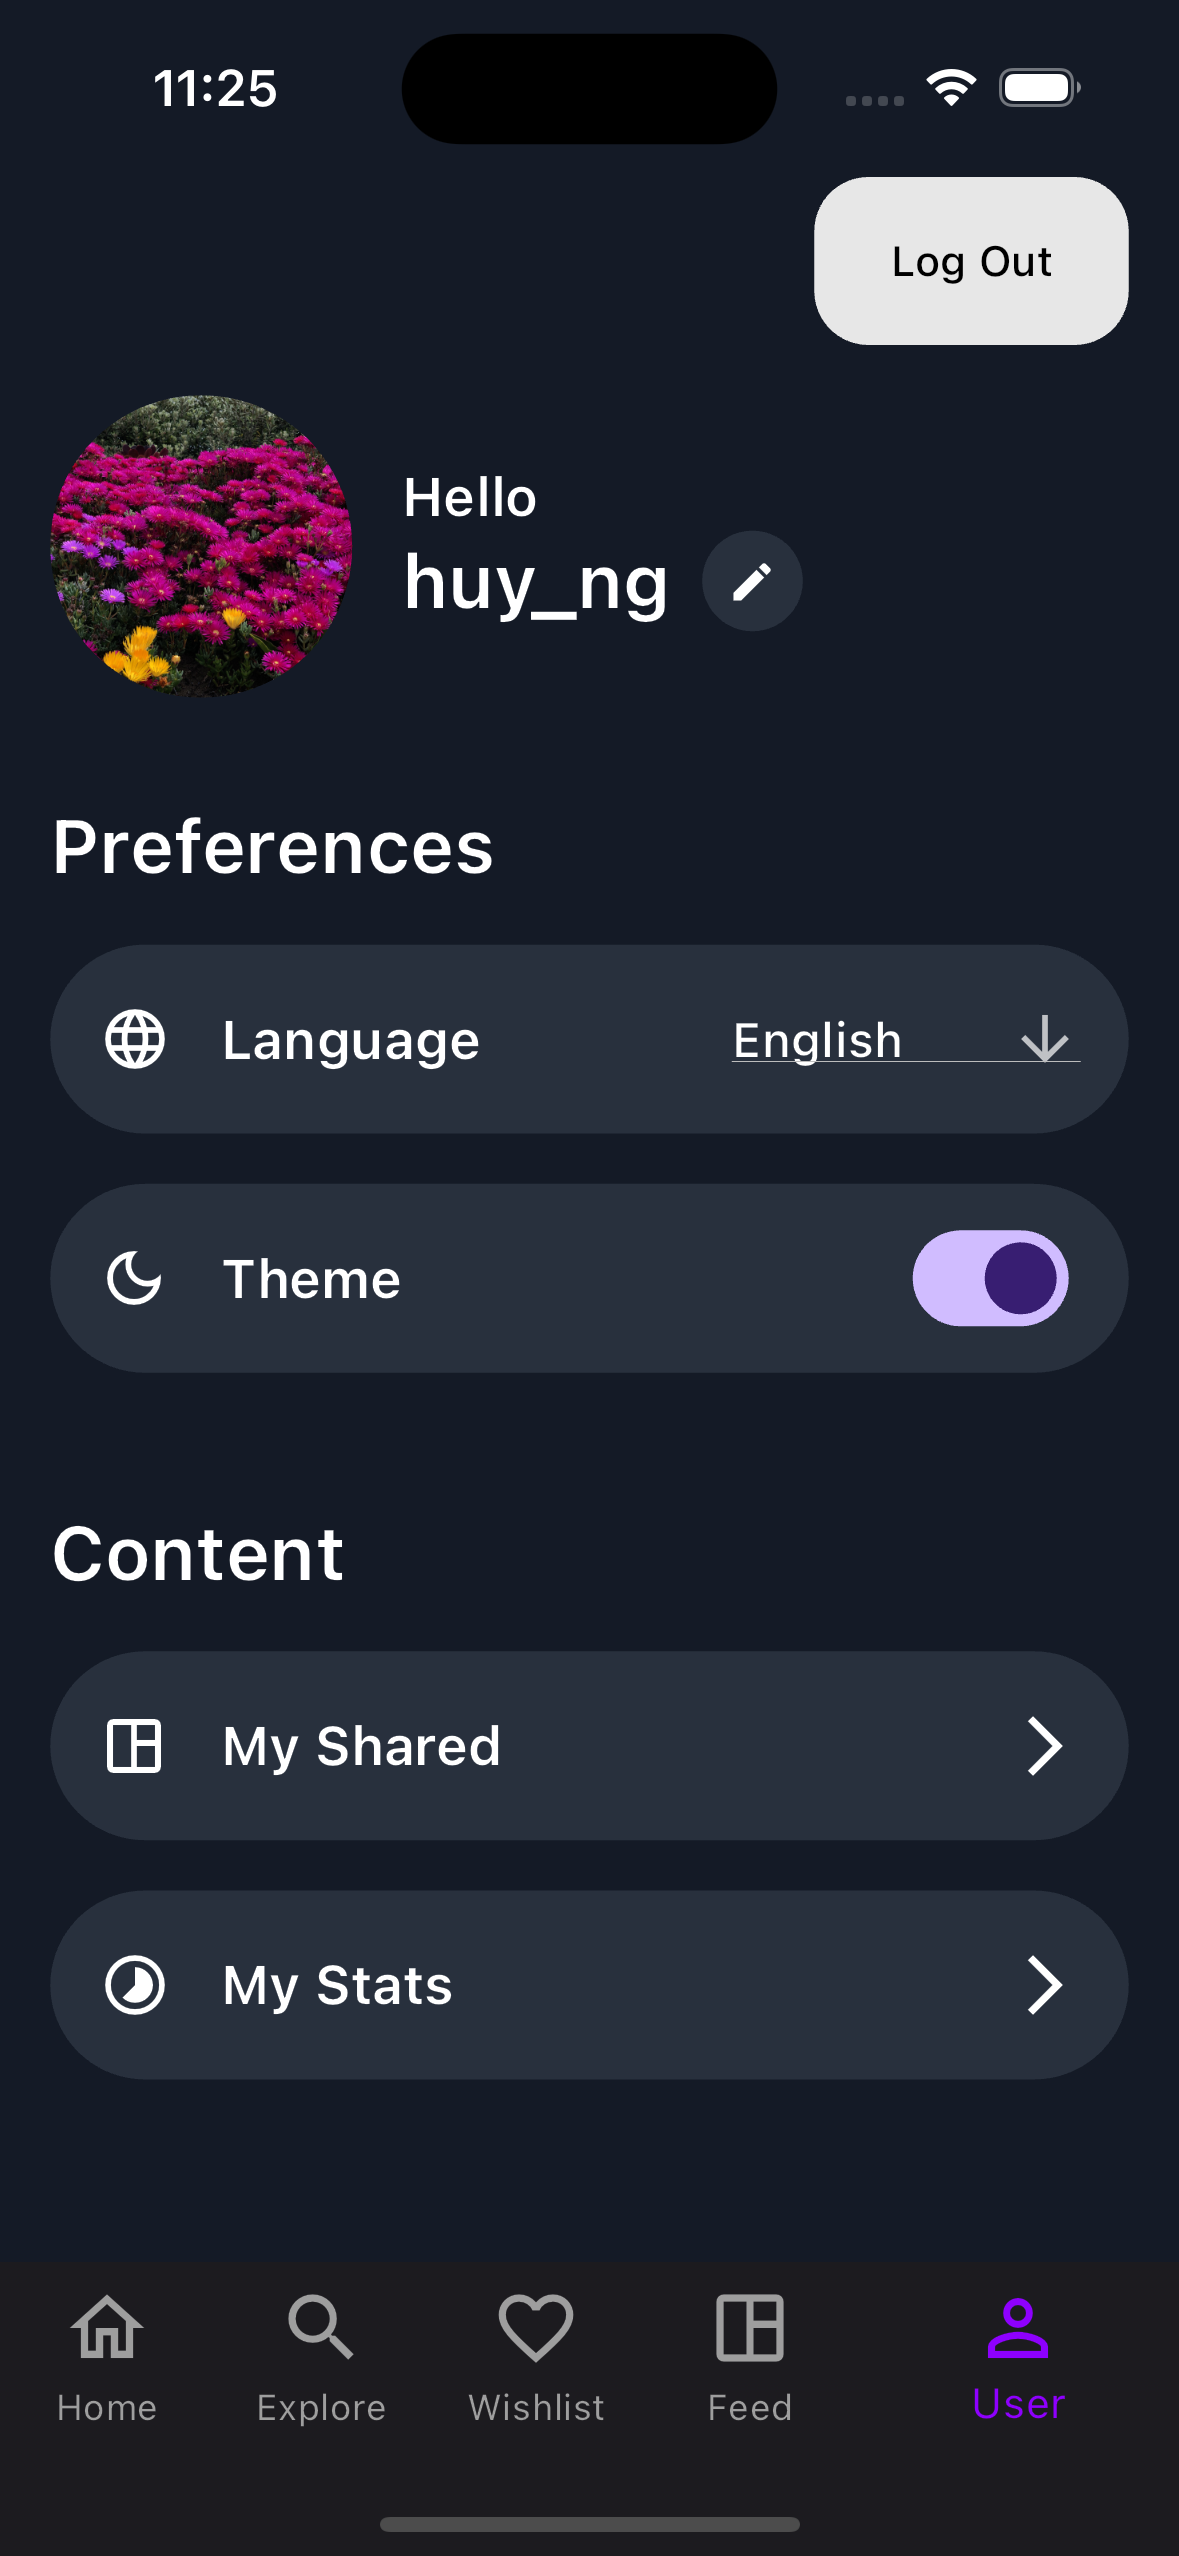 11:25
Log Out
Hello
huy_ng
Preferences
Language English
Theme
Content
My Shared
My Stats
Home Explore Wishlist Feed User